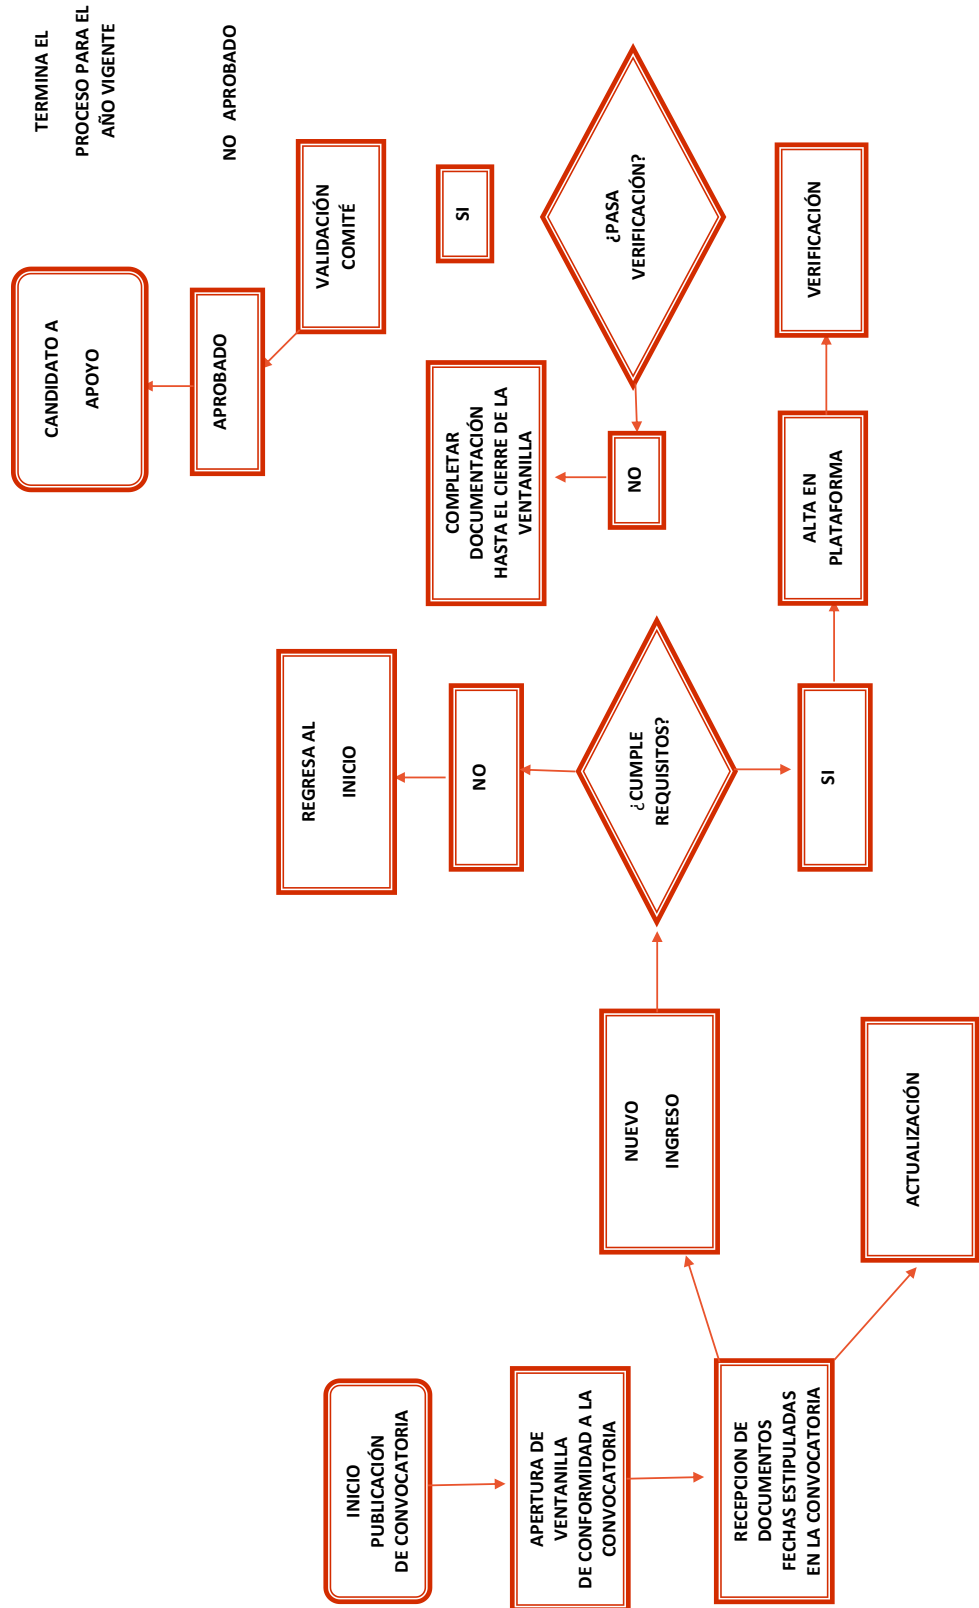 INICIO
PUBLICACIÓN
DE CONVOCATORIA
APERTURA DE
VENTANILLA
DE CONFORMIDAD A LA
CONVOCATORIA
RECEPCION DE
DOCUMENTOS
FECHAS ESTIPULADAS
EN LA CONVOCATORIA
NUEVO
INGRESO
ACTUALIZACIÓN
¿CUMPLE
REQUISITOS?
NO
REGRESA AL
INICIO
SI
ALTA EN
PLATAFORMA
VERIFICACIÓN
¿PASA
VERIFICACIÓN?
NO
COMPLETAR
DOCUMENTACIÓN
HASTA EL CIERRE DE LA
VENTANILLA
SI
VALIDACIÓN
COMITÉ
APROBADO
CANDIDATO A
APOYO
NO APROBADO
TERMINA EL
PROCESO PARA EL
AÑO VIGENTE